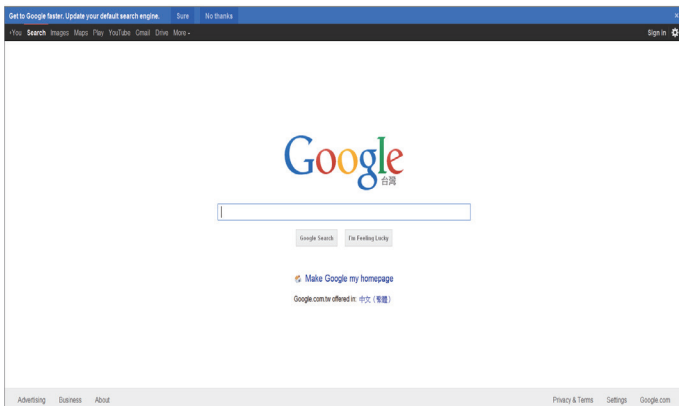 Get to Google faster. Update your default search engine. Sure No thanks x
+You Search Images Maps Play YouTube Gmail Drive More Sign in
Google
台灣
Google Search I'm Feeling Lucky
Make Google my homepage
Google.com.tw offered in: 中文（繁體）
Advertising Business About Privacy & Terms Settings Google.com